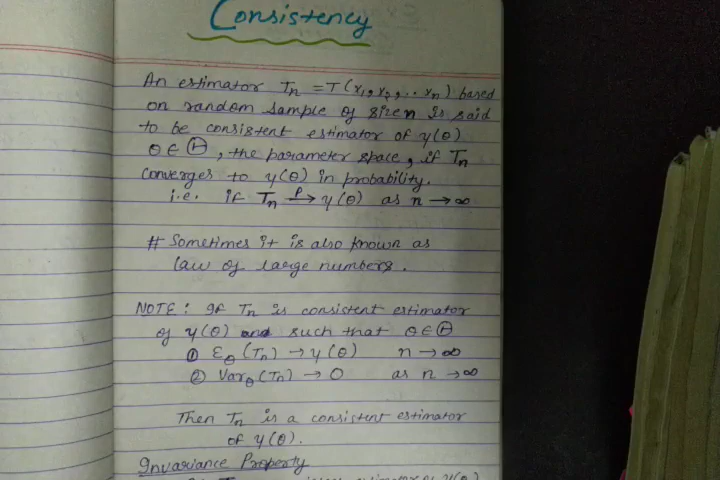 Consistency
An estimator Tn = T(x1, x2, .. xn) based
on random sample of size n is said
to be consistent estimator of γ(θ)
θ ∈ Ⓗ, the parameter space, if Tn
converges to γ(θ) in probability.
i.e. if Tn →ᵖ γ(θ) as n → ∞
# Sometimes it is also known as
law of large numbers.
NOTE: If Tn is consistent estimator
of γ(θ) and such that θ ∈ Ⓗ
① Eθ (Tn) → γ(θ) n → ∞
② Varθ (Tn) → 0 as n → ∞
Then Tn is a consistent estimator
of γ(θ).
Invariance Property